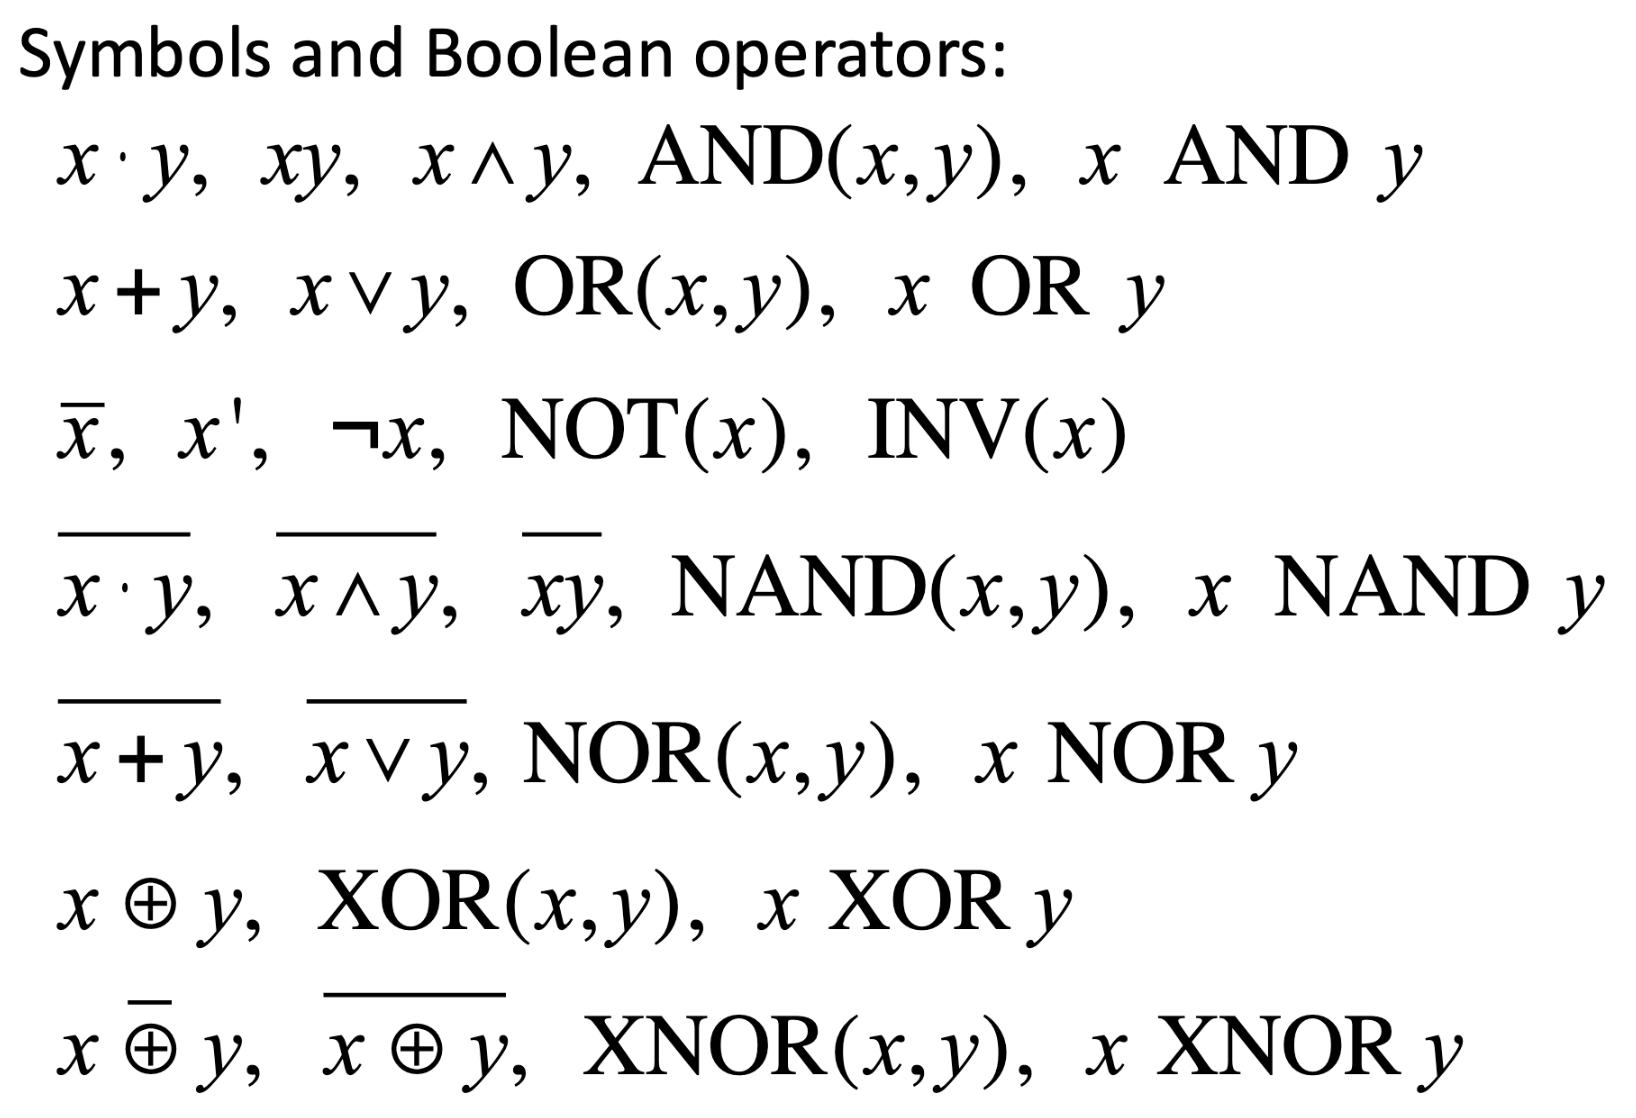 Symbols and Boolean operators:
x · y, xy, x ∧ y, AND(x,y), x AND y
x + y, x ∨ y, OR(x,y), x OR y
x̅, x', ¬x, NOT(x), INV(x)
x̅ ·̅ y̅, x̅ ∧̅ y̅, x̅y̅, NAND(x,y), x NAND y
x̅ +̅ y̅, x̅ ∨̅ y̅, NOR(x,y), x NOR y
x ⊕ y, XOR(x,y), x XOR y
x ⊕̅ y, x̅ ⊕̅ y̅, XNOR(x,y), x XNOR y